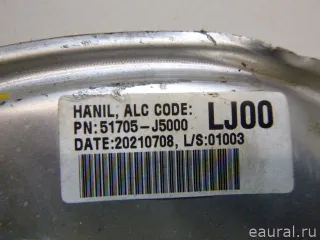 HANIL, ALC CODE: LJ00
PN:51705-J5000
DATE:20210708, L/S:01003
eaural.ru